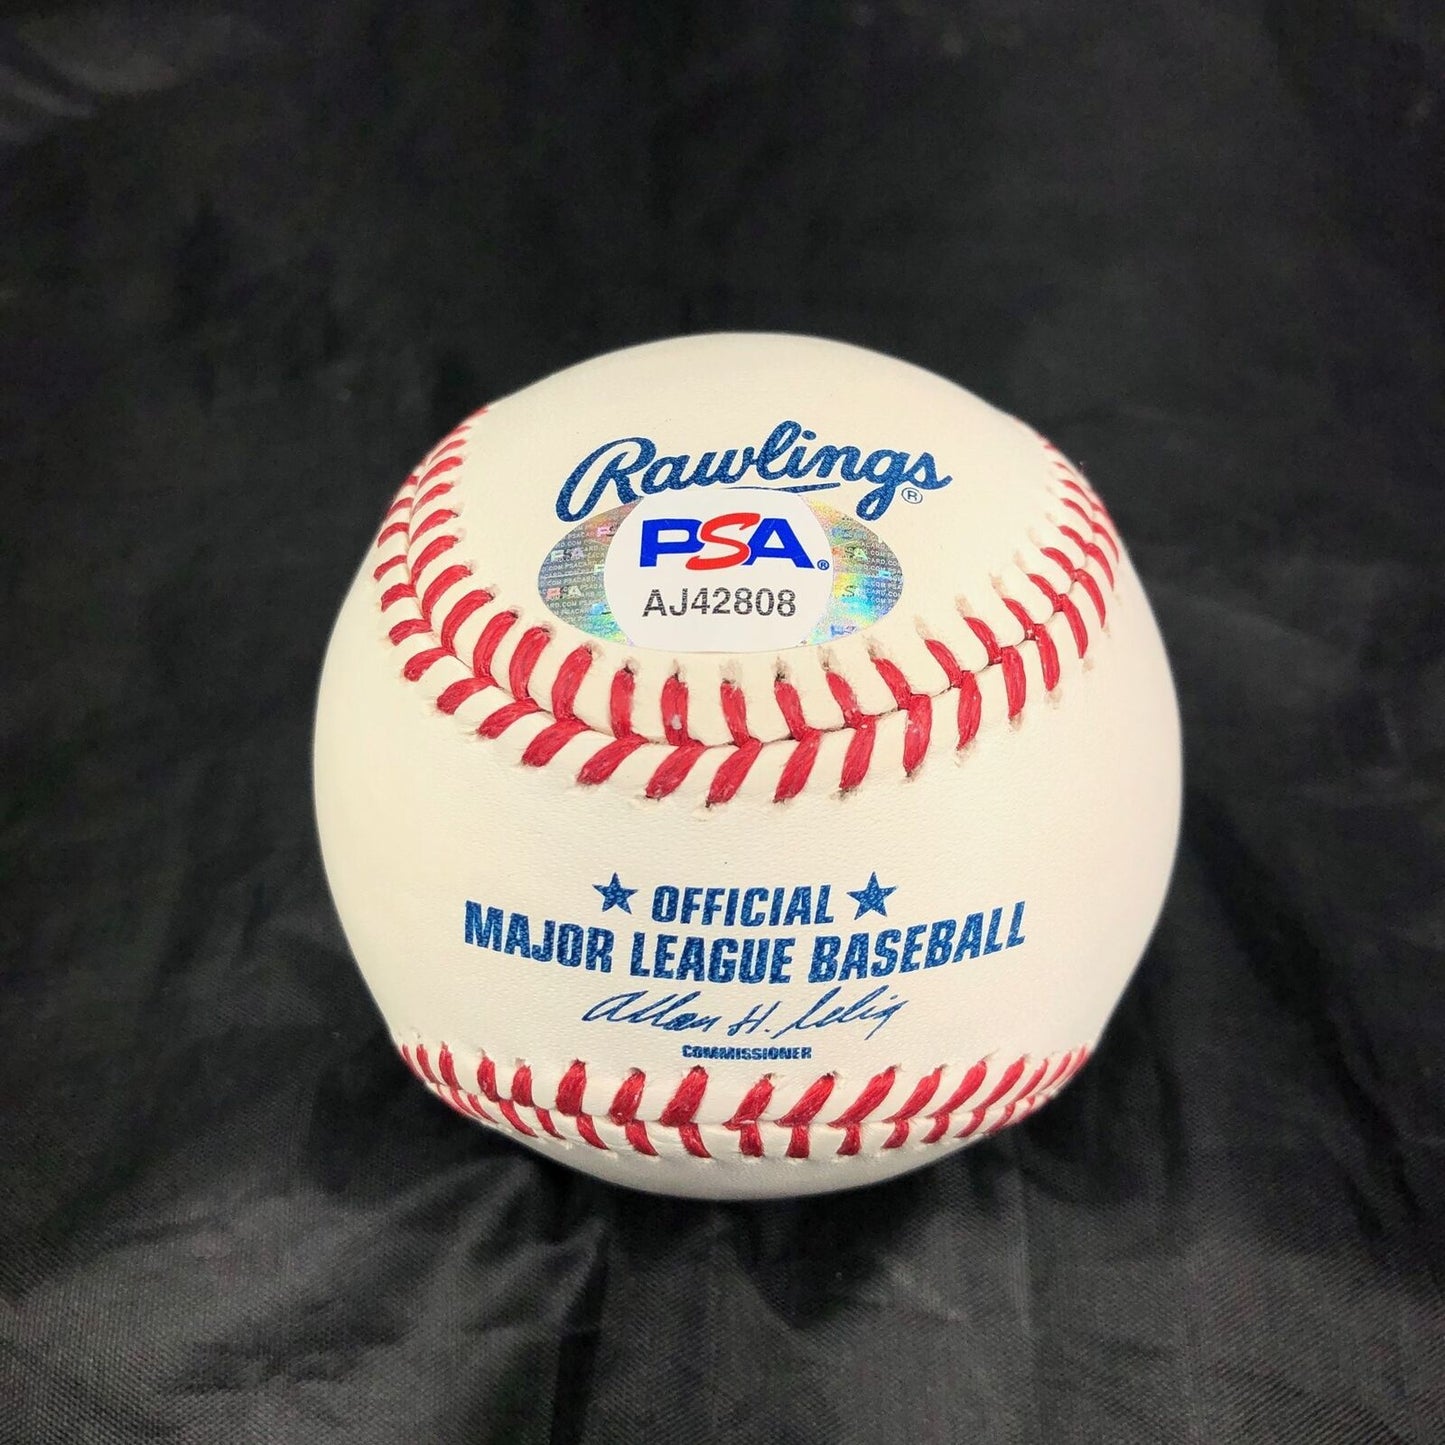 Rawlings®
PSA®
AJ42808
★ OFFICIAL ★
MAJOR LEAGUE BASEBALL
Allan H. Selig
COMMISSIONER